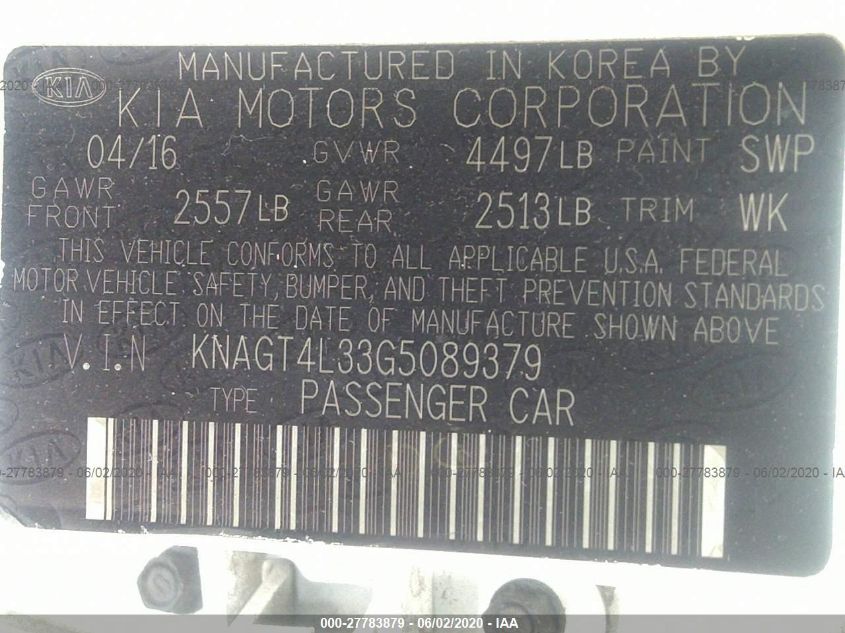 MANUFACTURED IN KOREA BY
KIA KIA MOTORS CORPORATION
04/16 GVWR 4497LB PAINT SWP
GAWR FRONT 2557LB GAWR REAR 2513LB TRIM WK
THIS VEHICLE CONFORMS TO ALL APPLICABLE U.S.A. FEDERAL
MOTOR VEHICLE SAFETY, BUMPER, AND THEFT PREVENTION STANDARDS
IN EFFECT ON THE DATE OF MANUFACTURE SHOWN ABOVE
V.I.N KNAGT4L33G5089379
TYPE PASSENGER CAR
000-27783879 - 06/02/2020 - IAA